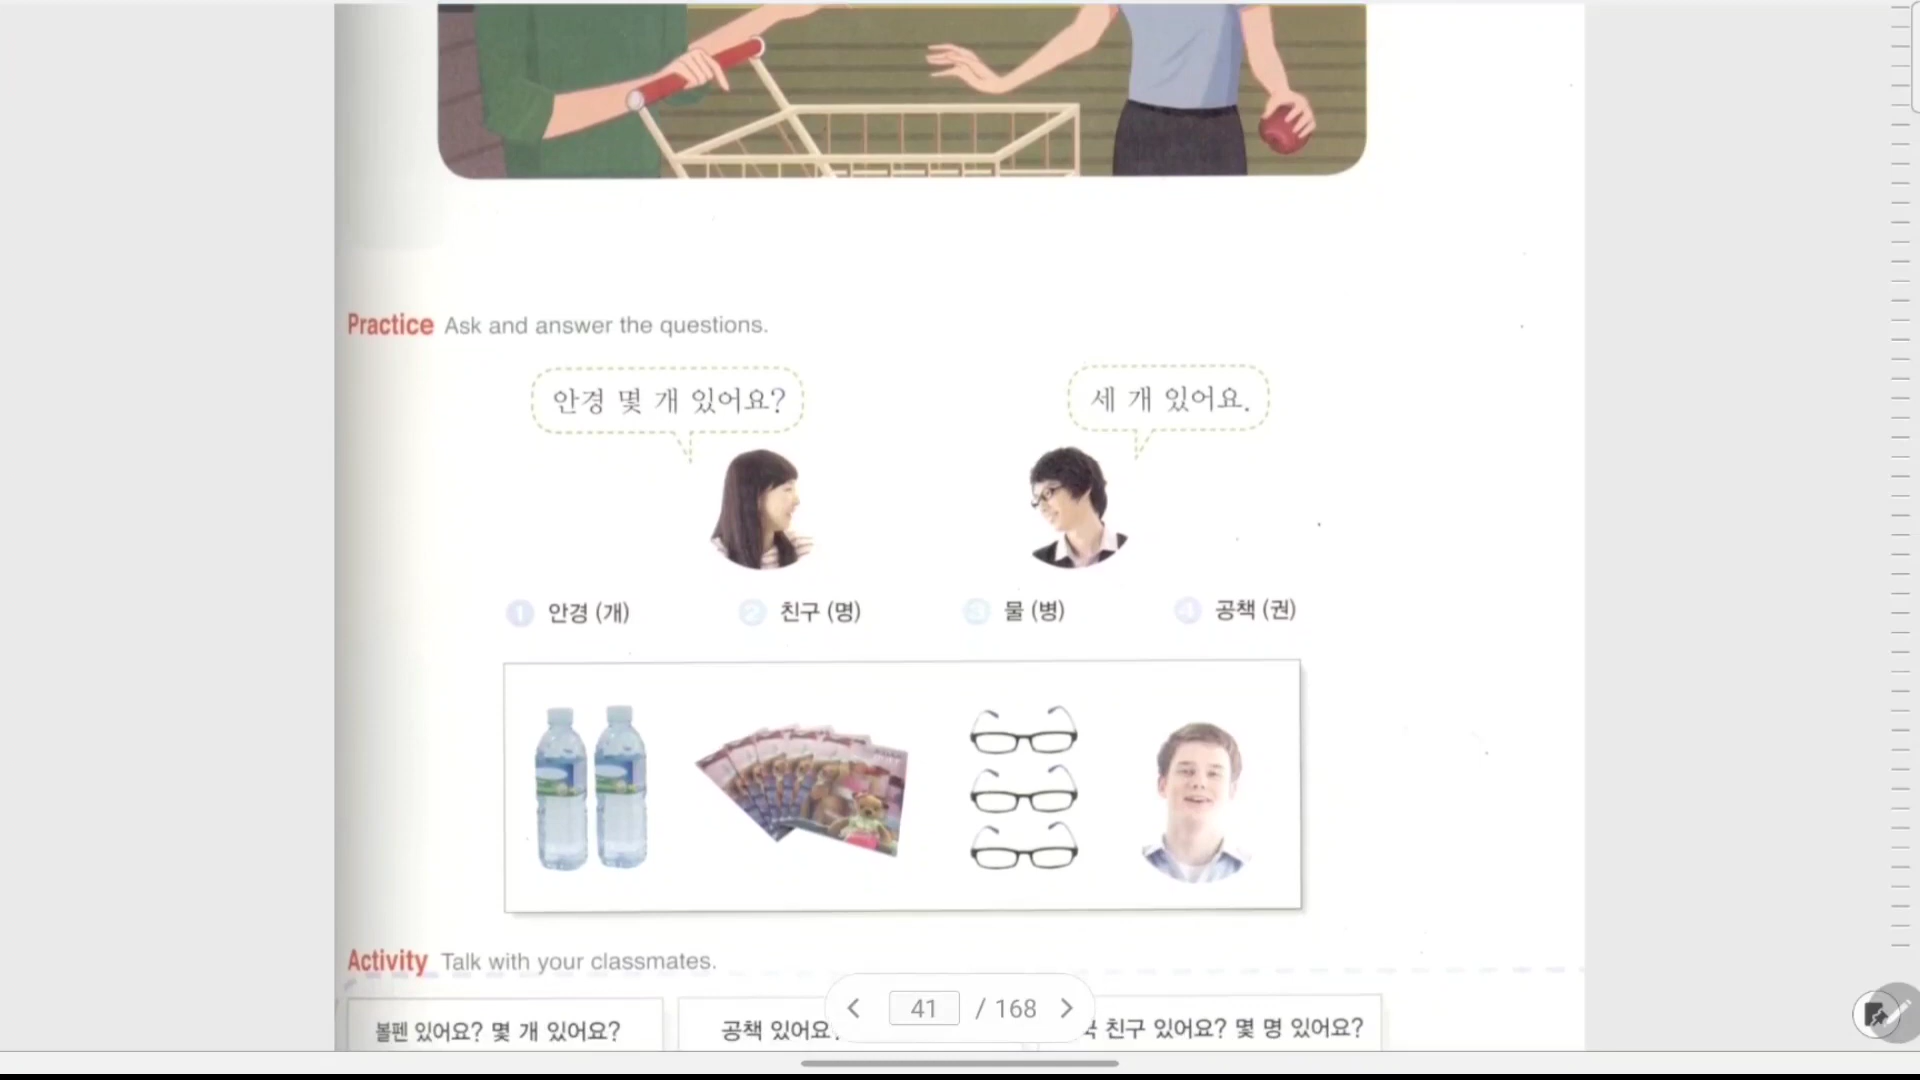 Practice Ask and answer the questions.
안경 몇 개 있어요?
세 개 있어요.
1 안경 (개)
2 친구 (명)
3 물 (병)
4 공책 (권)
Activity Talk with your classmates.
볼펜 있어요? 몇 개 있어요?
공책 있어요?
친구 있어요? 몇 명 있어요?
41 / 168